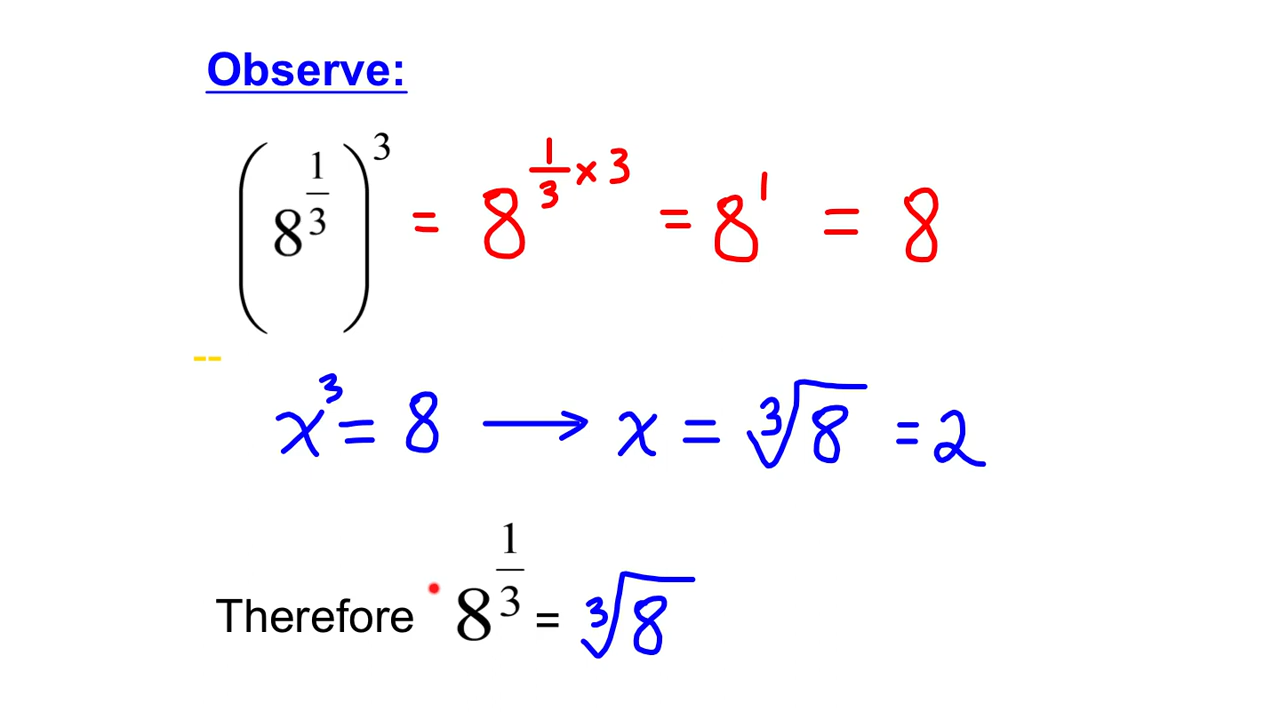 Observe:
(8^(1/3))^3 = 8^(1/3 × 3) = 8^1 = 8
--
x^3 = 8 → x = ∛8 = 2
Therefore 8^(1/3) = ∛8